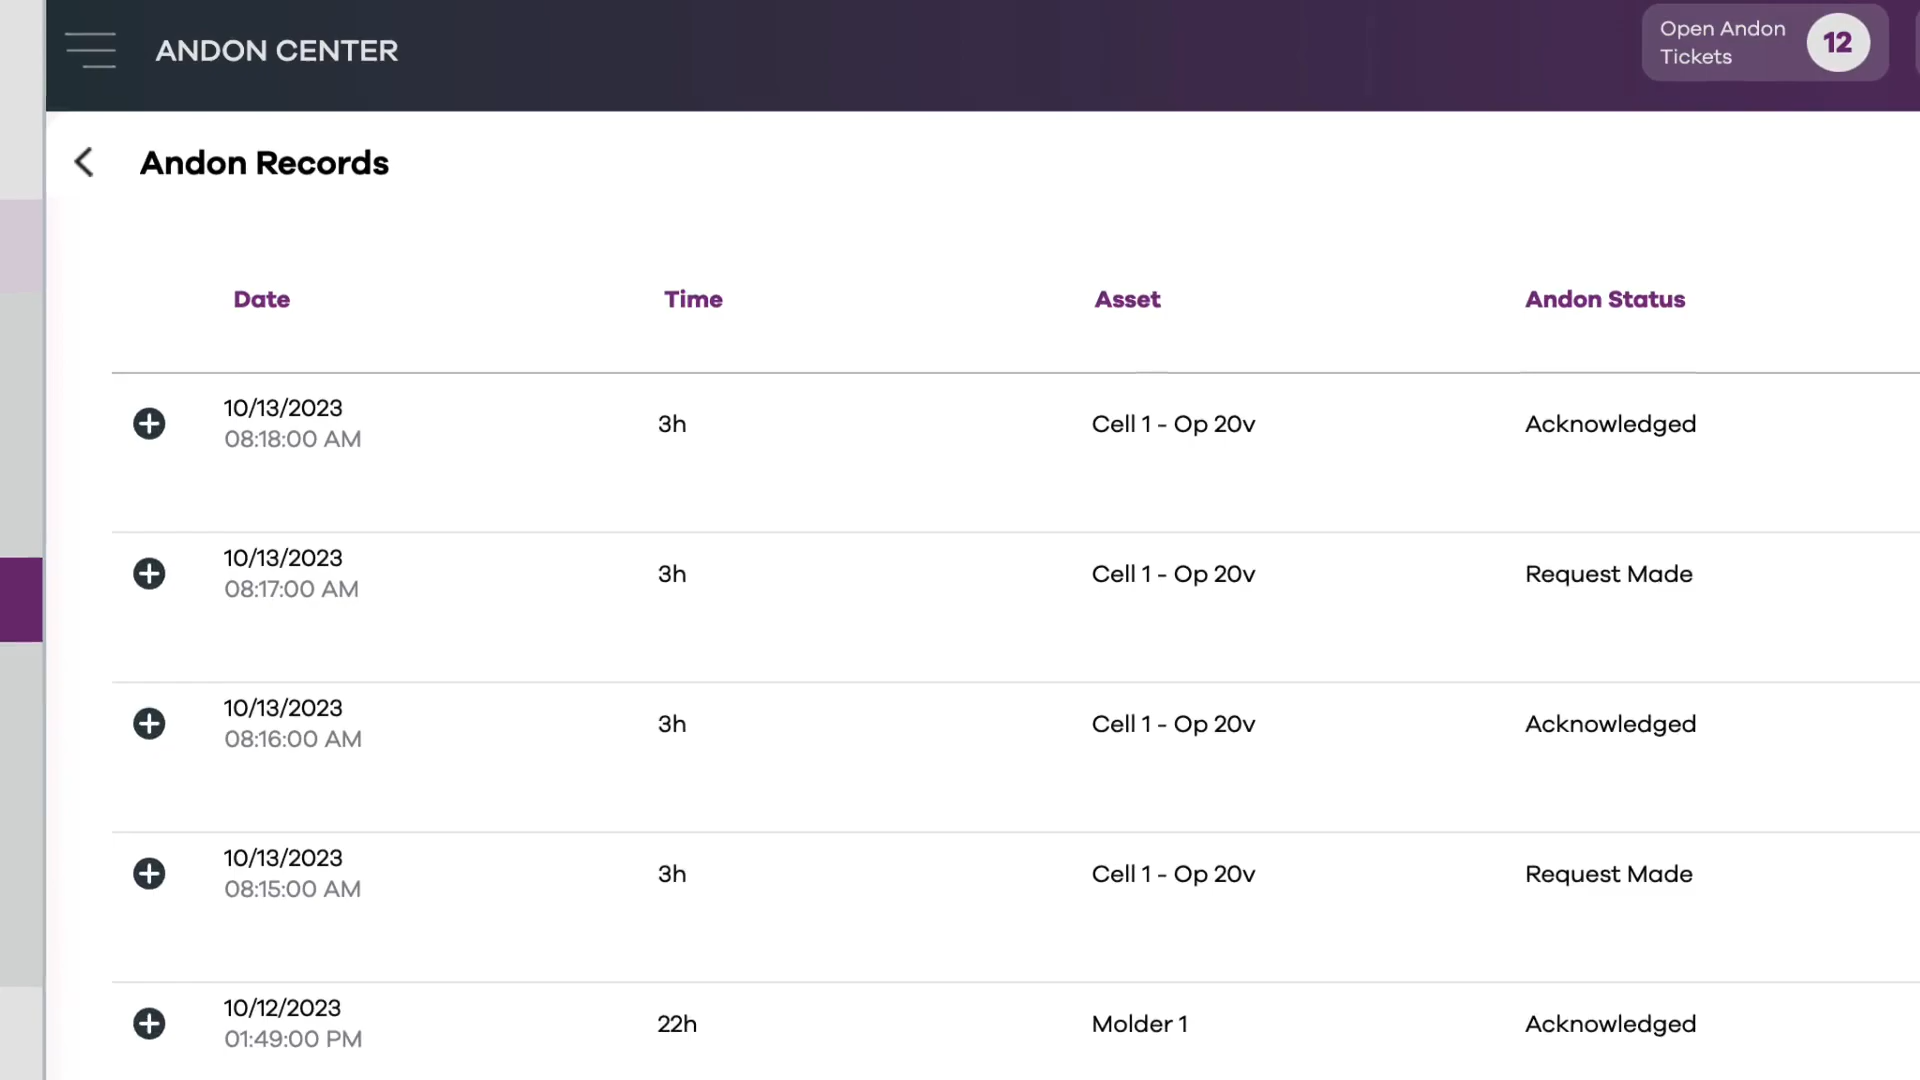 ANDON CENTER
Open Andon
Tickets
12
Andon Records
Date Time Asset Andon Status
10/13/2023
08:18:00 AM
3h
Cell 1 - Op 20v
Acknowledged
10/13/2023
08:17:00 AM
3h
Cell 1 - Op 20v
Request Made
10/13/2023
08:16:00 AM
3h
Cell 1 - Op 20v
Acknowledged
10/13/2023
08:15:00 AM
3h
Cell 1 - Op 20v
Request Made
10/12/2023
01:49:00 PM
22h
Molder 1
Acknowledged